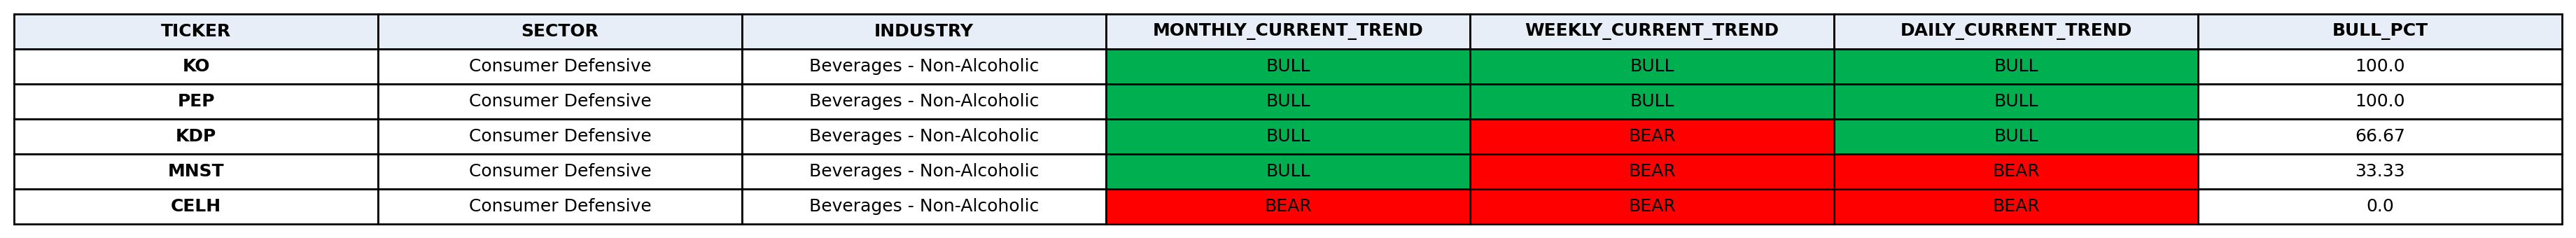 TICKER SECTOR INDUSTRY MONTHLY_CURRENT_TREND WEEKLY_CURRENT_TREND DAILY_CURRENT_TREND BULL_PCT
KO Consumer Defensive Beverages - Non-Alcoholic BULL BULL BULL 100.0
PEP Consumer Defensive Beverages - Non-Alcoholic BULL BULL BULL 100.0
KDP Consumer Defensive Beverages - Non-Alcoholic BULL BEAR BULL 66.67
MNST Consumer Defensive Beverages - Non-Alcoholic BULL BEAR BEAR 33.33
CELH Consumer Defensive Beverages - Non-Alcoholic BEAR BEAR BEAR 0.0